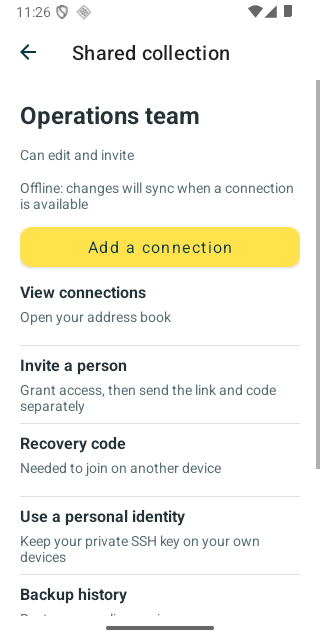 11:26
Shared collection
Operations team
Can edit and invite
Offline: changes will sync when a connection
is available
Add a connection
View connections
Open your address book
Invite a person
Grant access, then send the link and code
separately
Recovery code
Needed to join on another device
Use a personal identity
Keep your private SSH key on your own
devices
Backup history